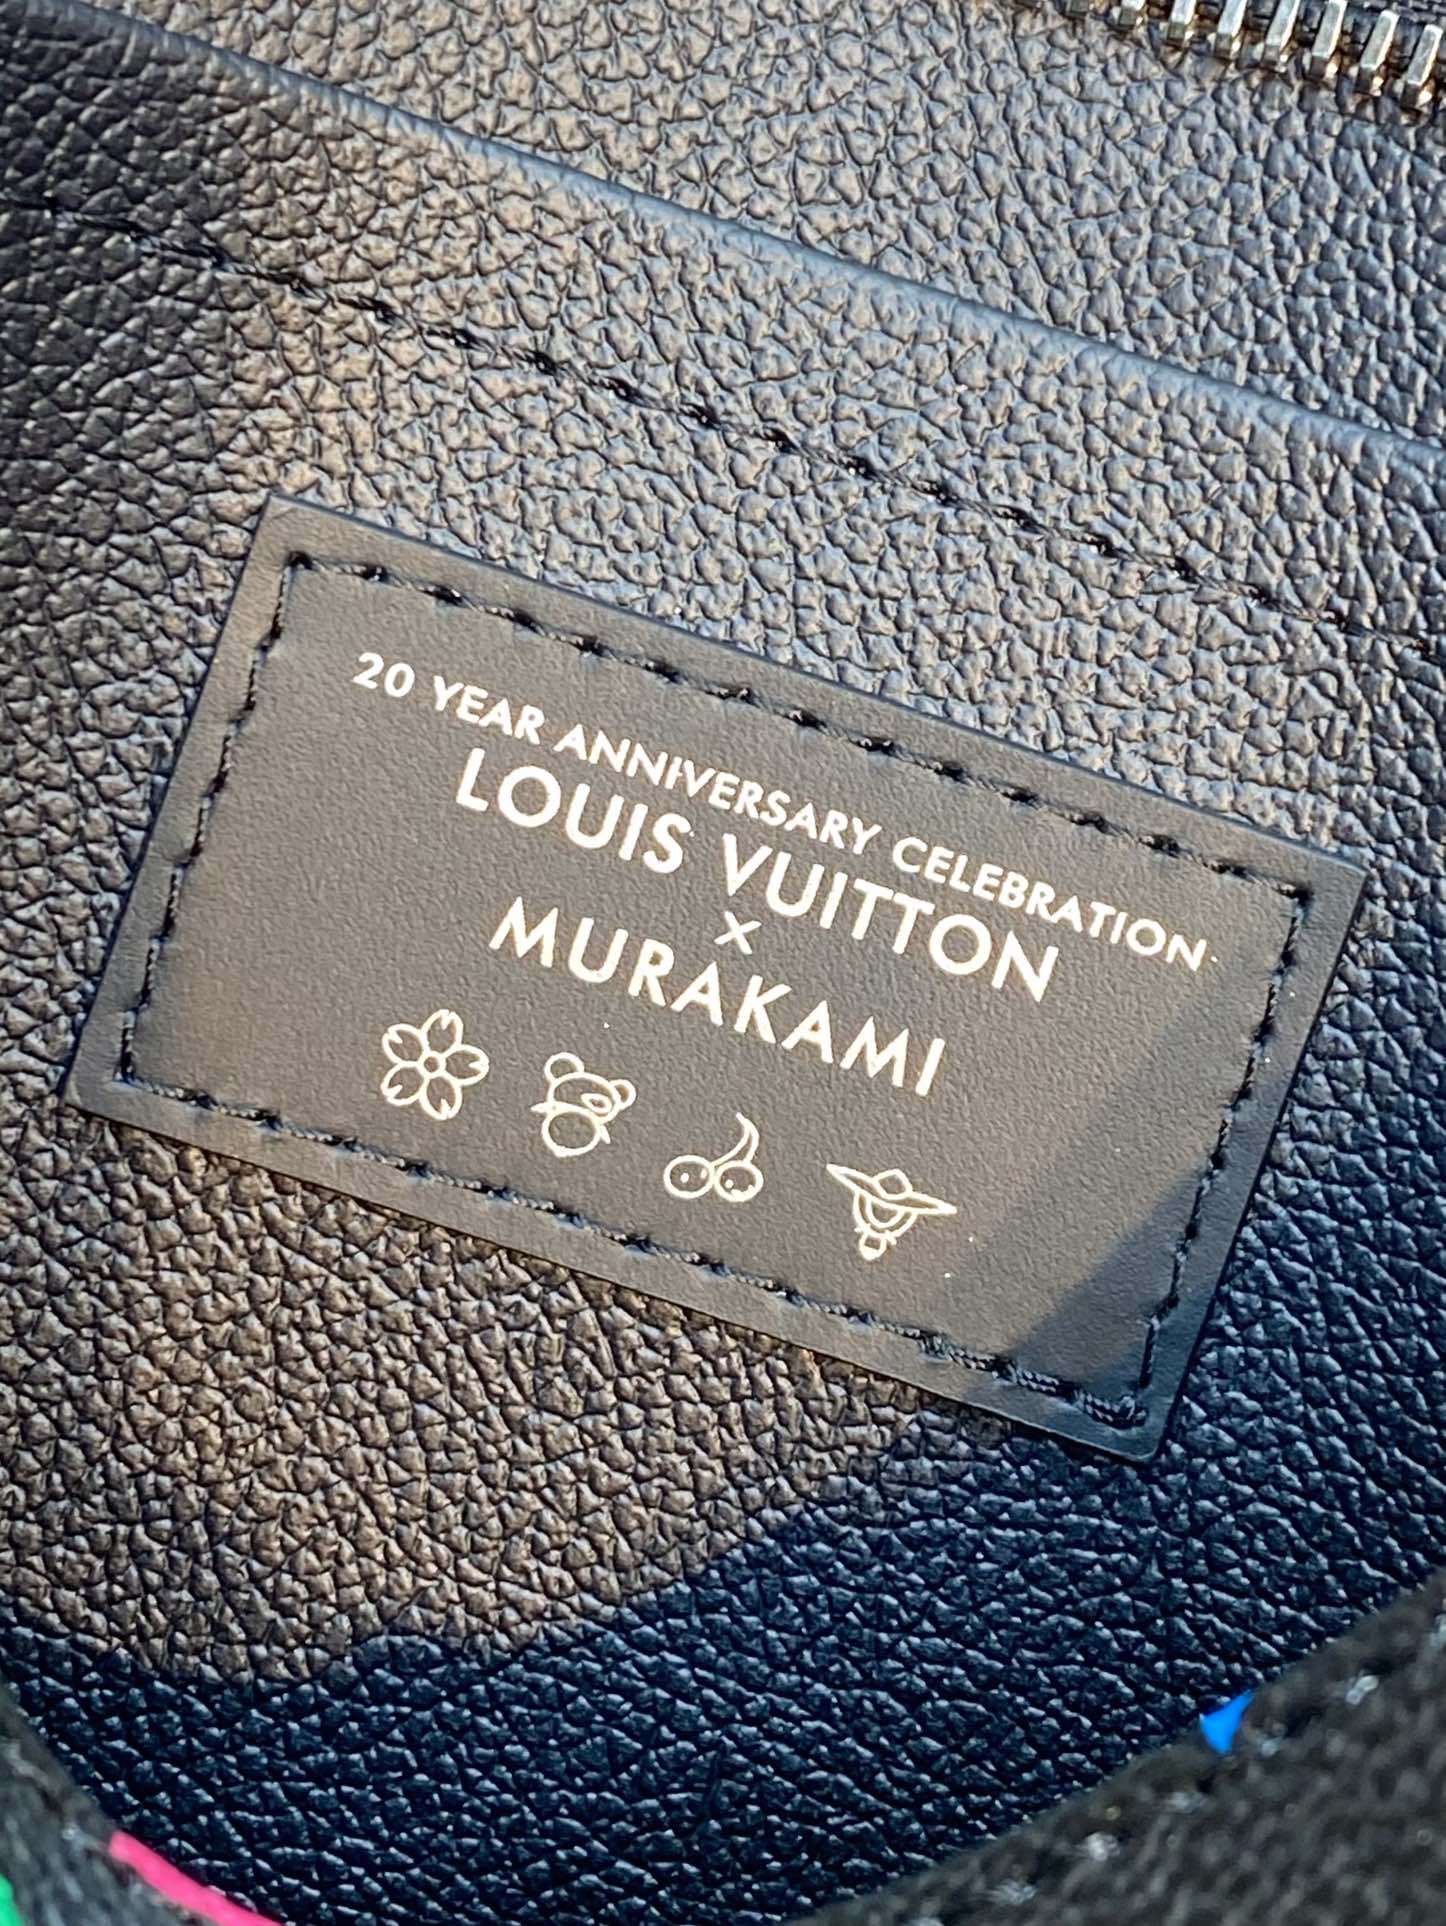 20 YEAR ANNIVERSARY CELEBRATION
LOUIS VUITTON
×
MURAKAMI